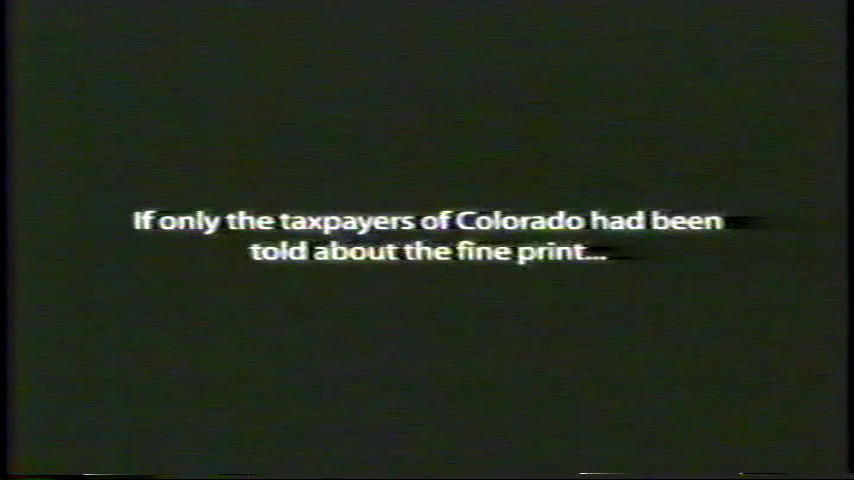 If only the taxpayers of Colorado had been
told about the fine print...